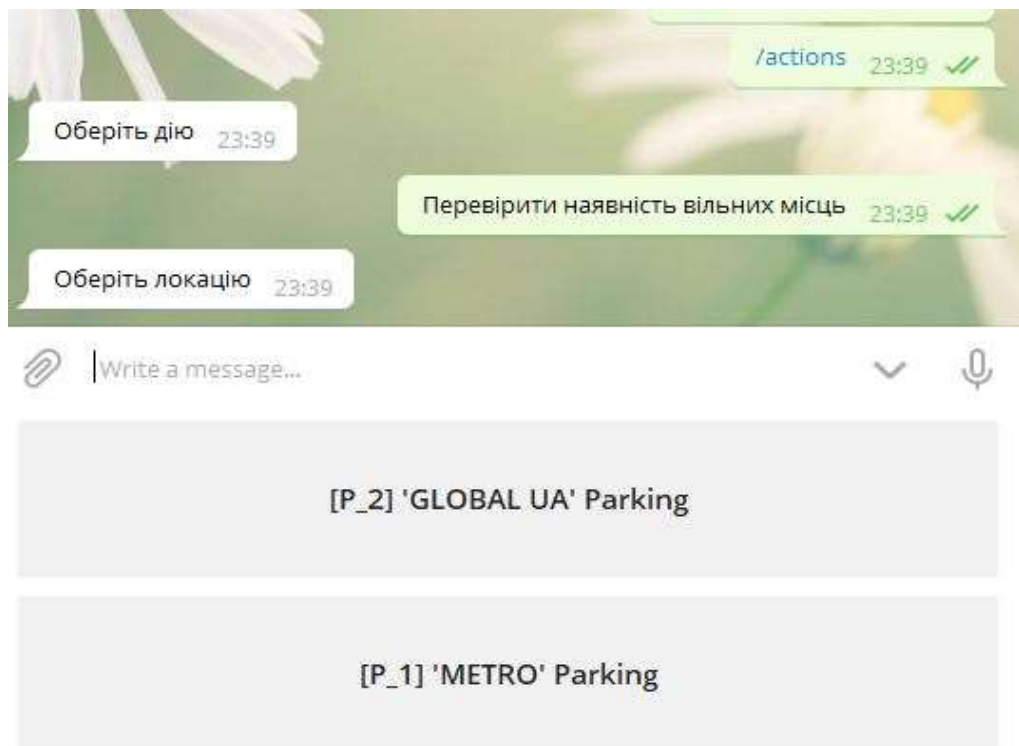 /actions 23:39
Оберіть дію 23:39
Перевірити наявність вільних місць 23:39
Оберіть локацію 23:39
Write a message...
[P_2] 'GLOBAL UA' Parking
[P_1] 'METRO' Parking